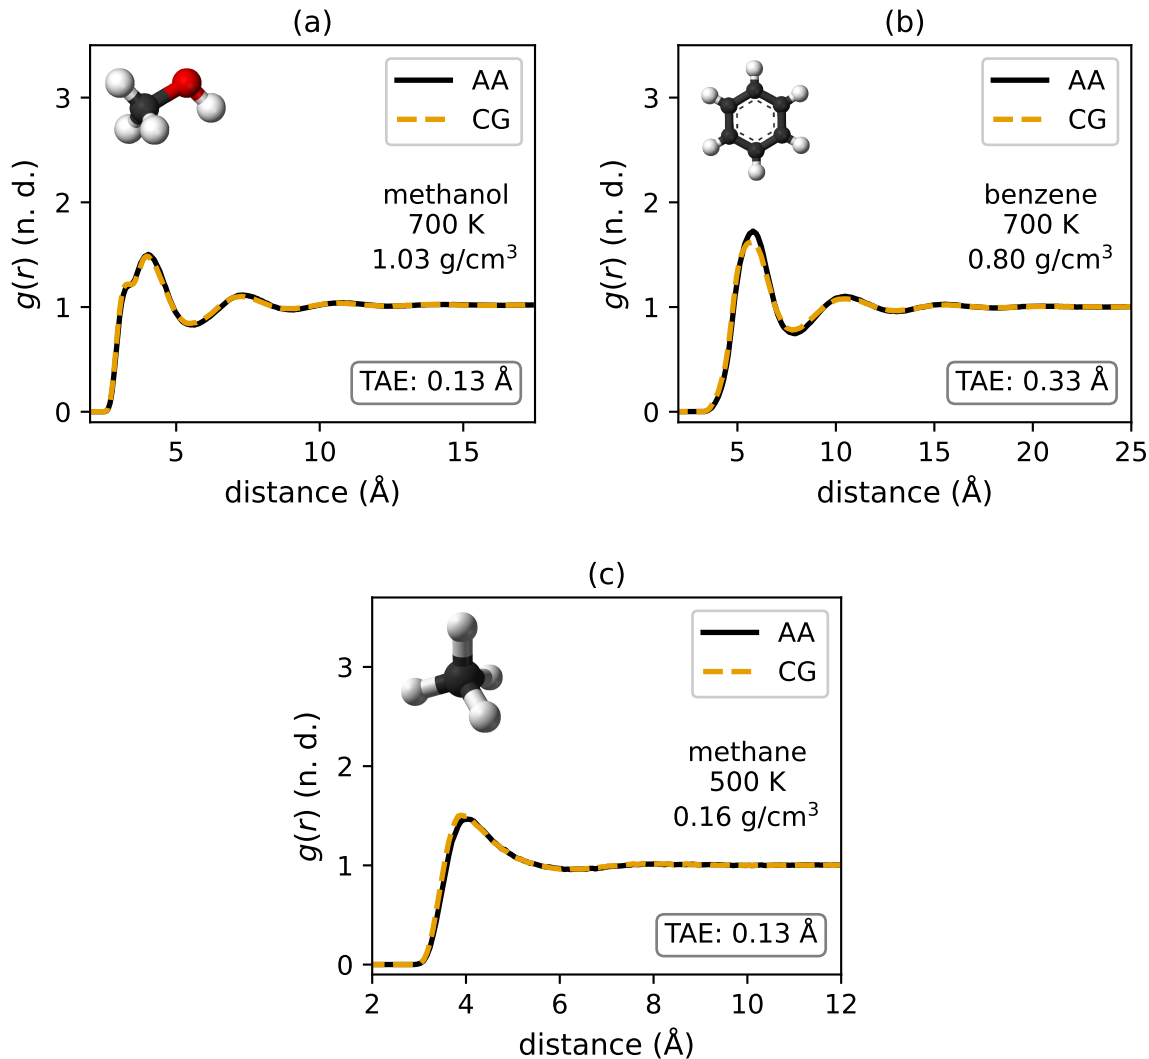 (a)
3
2
1
0
g(r) (n. d.)
AA
CG
methanol
700 K
1.03 g/cm³
TAE: 0.13 Å
5 10 15
distance (Å)
(b)
3
2
1
0
g(r) (n. d.)
AA
CG
benzene
700 K
0.80 g/cm³
TAE: 0.33 Å
5 10 15 20 25
distance (Å)
(c)
3
2
1
0
g(r) (n. d.)
AA
CG
methane
500 K
0.16 g/cm³
TAE: 0.13 Å
2 4 6 8 10 12
distance (Å)